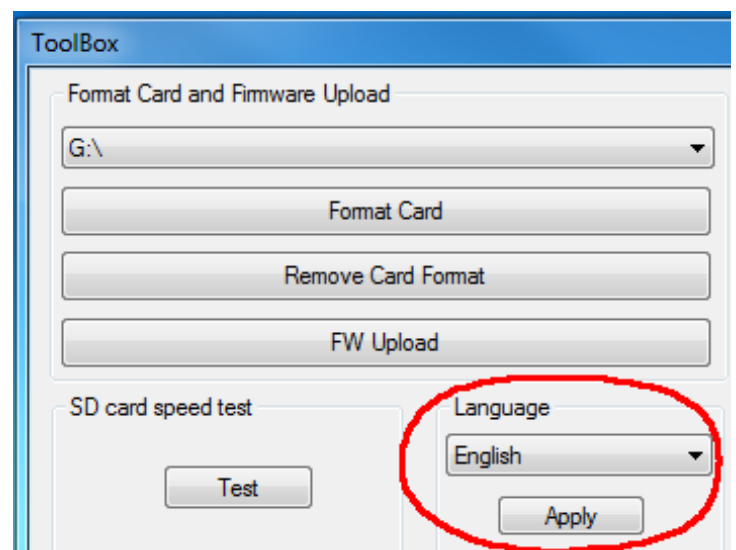 ToolBox
Format Card and Firmware Upload
G:\
Format Card
Remove Card Format
FW Upload
SD card speed test
Language
English
Test
Apply